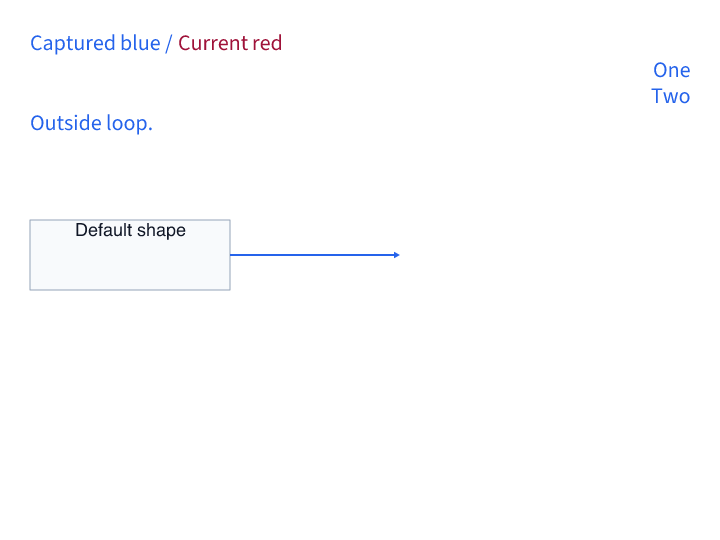 Captured blue / Current red
One
Two
Outside loop.
Default shape